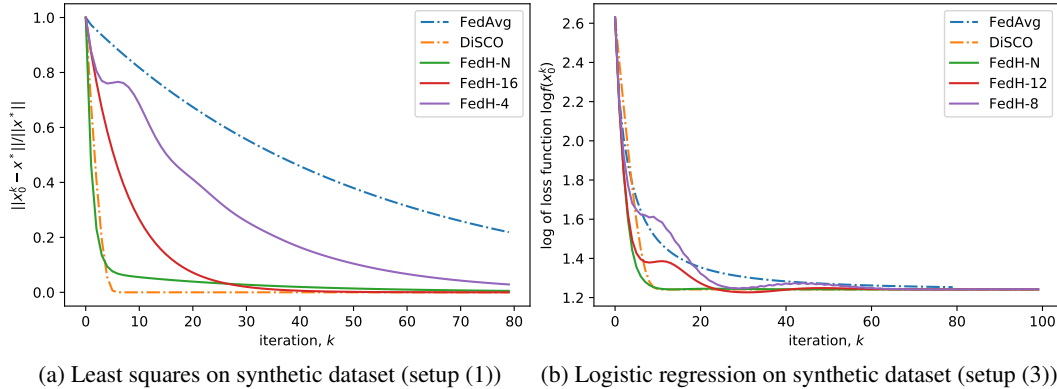 1.0
0.8
0.6
0.4
0.2
0.0
||x_0^k − x*||/||x*||
FedAvg
DiSCO
FedH-N
FedH-16
FedH-4
0 10 20 30 40 50 60 70 80
iteration, k
(a) Least squares on synthetic dataset (setup (1))
2.6
2.4
2.2
2.0
1.8
1.6
1.4
1.2
log of loss function logf(x_0^k)
FedAvg
DiSCO
FedH-N
FedH-12
FedH-8
0 20 40 60 80 100
iteration, k
(b) Logistic regression on synthetic dataset (setup (3))